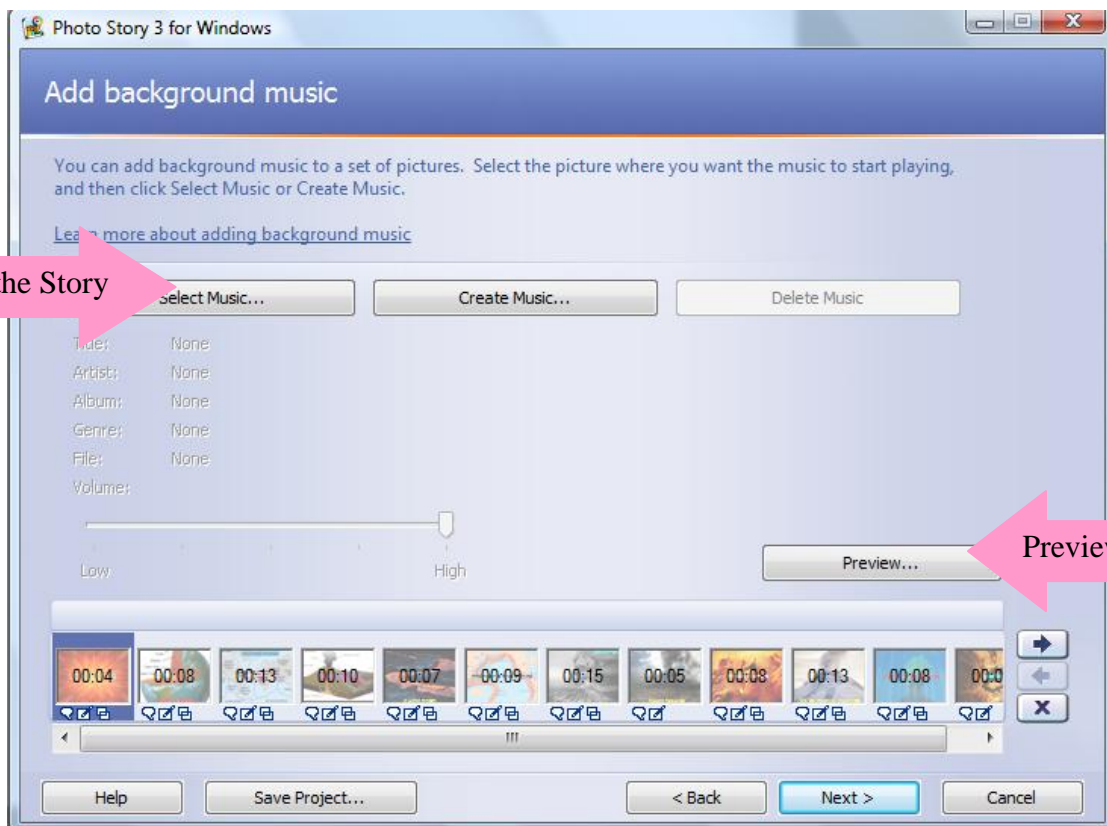 Photo Story 3 for Windows
Add background music
You can add background music to a set of pictures. Select the picture where you want the music to start playing,
and then click Select Music or Create Music.
Learn more about adding background music
the Story
Select Music...
Create Music...
Delete Music
Title: None
Artist: None
Album: None
Genre: None
File: None
Volume:
Low
High
Preview...
00:04 00:08 00:13 00:10 00:07 00:09 00:15 00:05 00:08 00:13 00:08
Help
Save Project...
< Back
Next >
Cancel